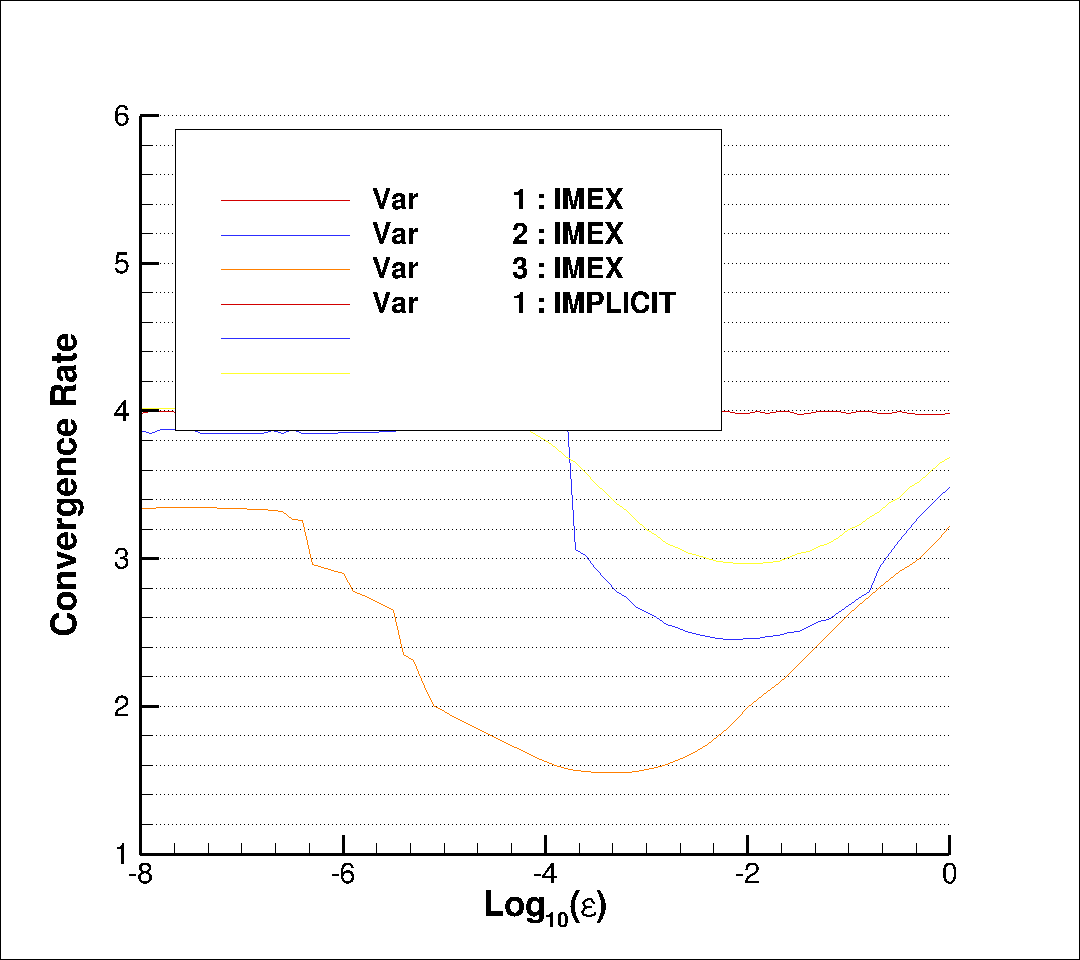 6
Var 1 : IMEX
Var 2 : IMEX
5
Var 3 : IMEX
Var 1 : IMPLICIT
4
Convergence Rate
3
2
1
-8 -6 -4 -2 0
Log10(ε)